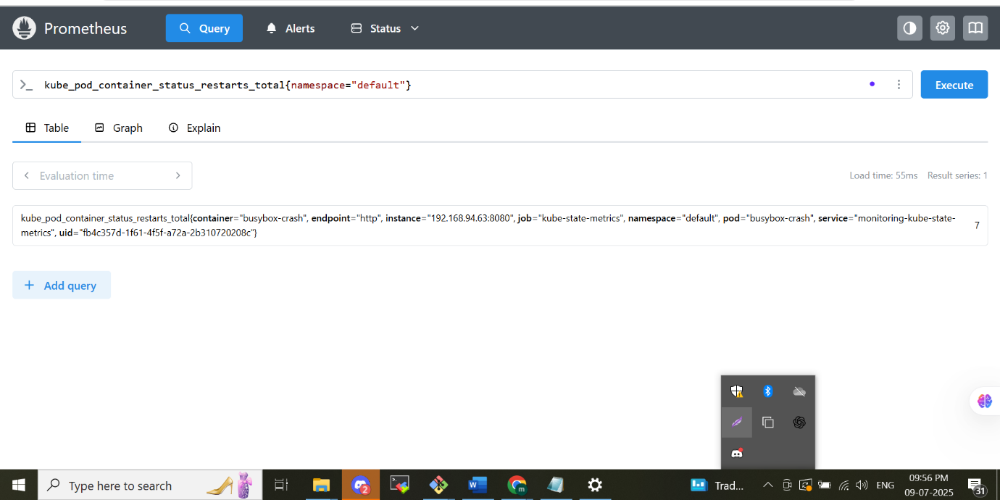 Prometheus
Query
Alerts
Status
kube_pod_container_status_restarts_total{namespace="default"}
Execute
Table
Graph
Explain
Evaluation time
Load time: 55ms Result series: 1
kube_pod_container_status_restarts_total{container="busybox-crash", endpoint="http", instance="192.168.94.63:8080", job="kube-state-metrics", namespace="default", pod="busybox-crash", service="monitoring-kube-state-
metrics", uid="fb4c357d-1f61-4f5f-a72a-2b310720208c"}
7
Add query
Type here to search
2
W
m
Trad...
ENG
09:56 PM
09-07-2025
31